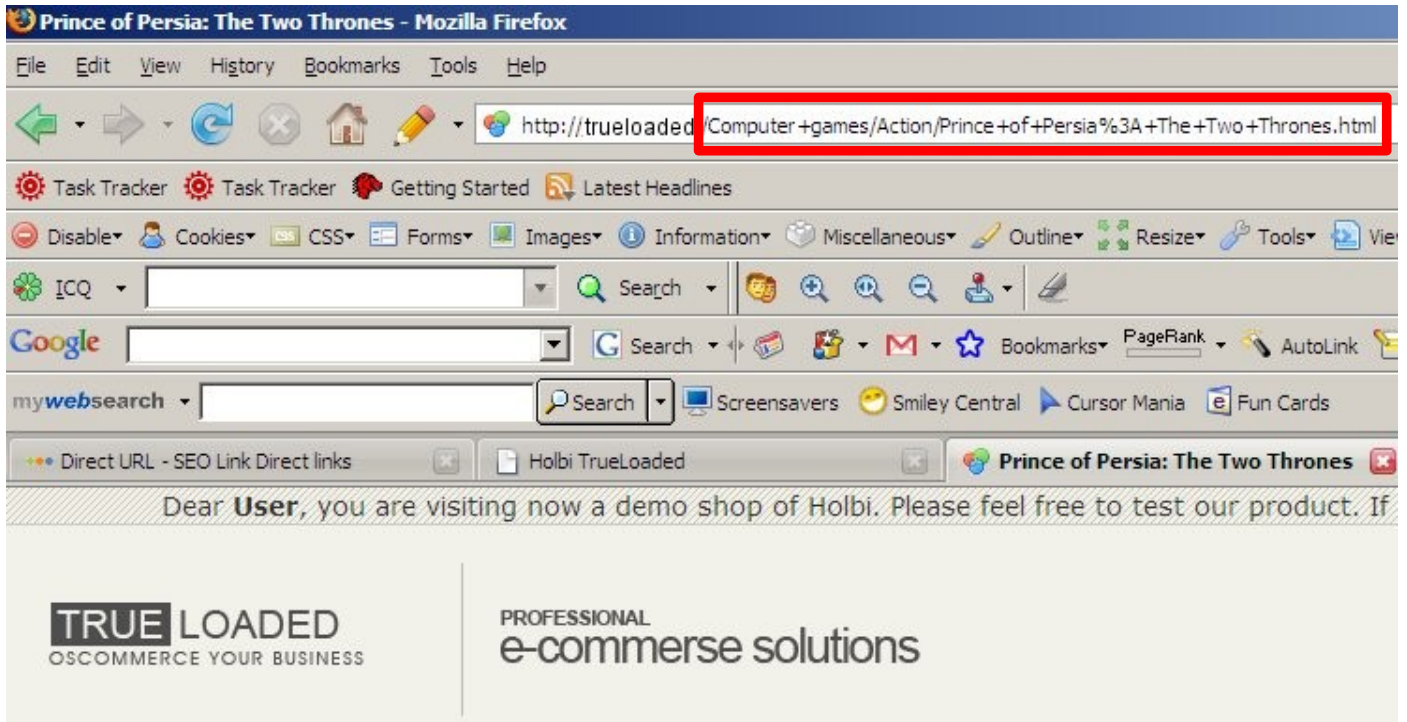 Prince of Persia: The Two Thrones - Mozilla Firefox
File Edit View History Bookmarks Tools Help
http://trueloaded/Computer+games/Action/Prince+of+Persia%3A+The+Two+Thrones.html
Task Tracker Task Tracker Getting Started Latest Headlines
Disable Cookies CSS Forms Images Information Miscellaneous Outline Resize Tools Vie
ICQ Search
Google G Search Bookmarks PageRank AutoLink
mywebsearch Search Screensavers Smiley Central Cursor Mania Fun Cards
Direct URL - SEO Link Direct links Holbi TrueLoaded Prince of Persia: The Two Thrones
Dear User, you are visiting now a demo shop of Holbi. Please feel free to test our product. If
TRUE LOADED
OSCOMMERCE YOUR BUSINESS
PROFESSIONAL
e-commerse solutions